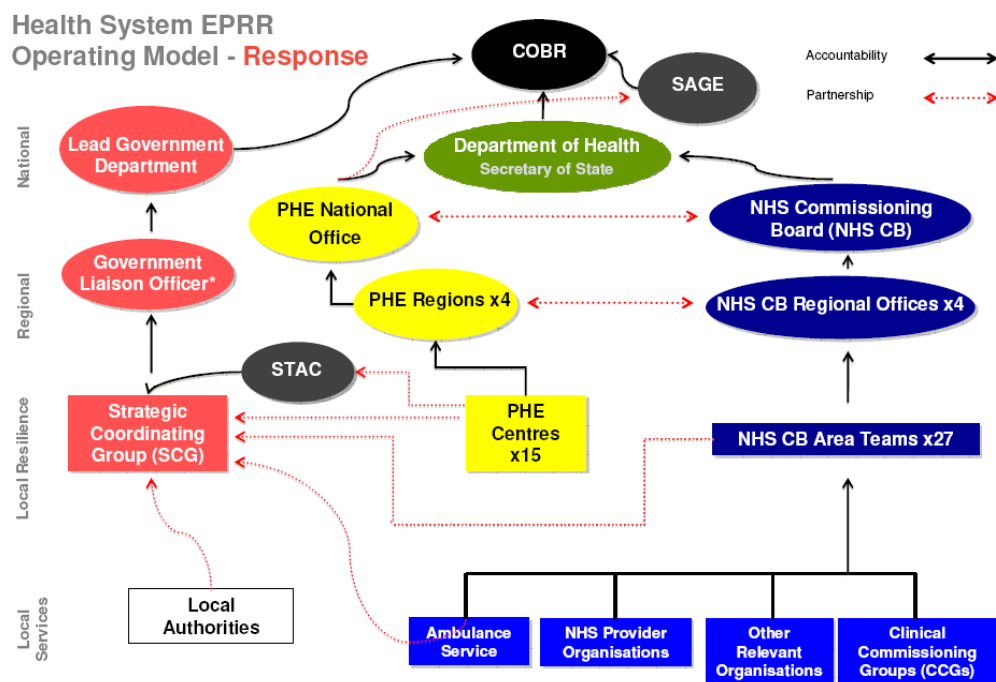 Health System EPRR
Operating Model - Response
COBR
SAGE
Accountability
Partnership
National
Lead Government
Department
Department of Health
Secretary of State
PHE National
Office
NHS Commissioning
Board (NHS CB)
Regional
Government
Liaison Officer*
PHE Regions x4
NHS CB Regional Offices x4
Local Resilience
STAC
Strategic
Coordinating
Group (SCG)
PHE
Centres
x15
NHS CB Area Teams x27
Local
Services
Local
Authorities
Ambulance
Service
NHS Provider
Organisations
Other
Relevant
Organisations
Clinical
Commissioning
Groups (CCGs)